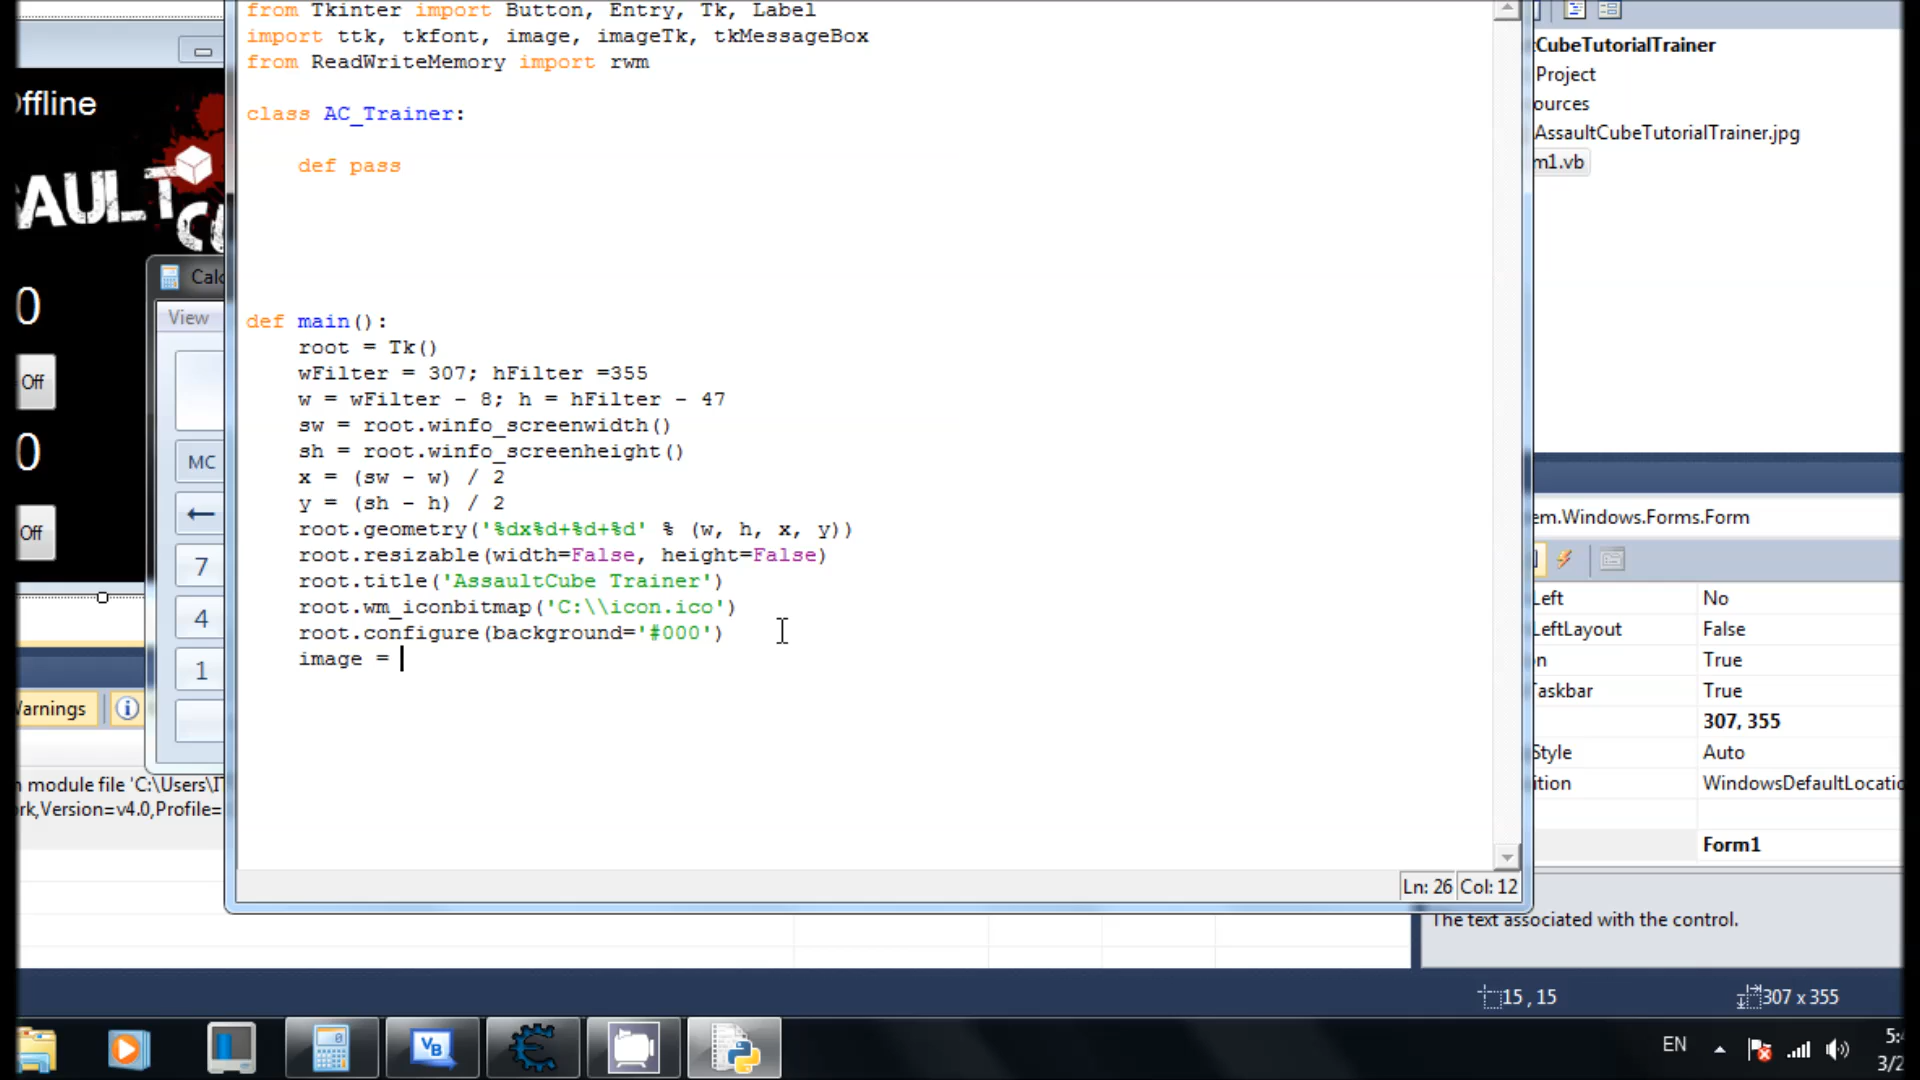 from Tkinter import Button, Entry, Tk, Label
import ttk, tkfont, image, imageTk, tkMessageBox
from ReadWriteMemory import rwm
class AC_Trainer:
def pass
def main():
root = Tk()
wFilter = 307; hFilter =355
w = wFilter - 8; h = hFilter - 47
sw = root.winfo_screenwidth()
sh = root.winfo_screenheight()
x = (sw - w) / 2
y = (sh - h) / 2
root.geometry('%dx%d+%d+%d' % (w, h, x, y))
root.resizable(width=False, height=False)
root.title('AssaultCube Trainer')
root.wm_iconbitmap('C:\\icon.ico')
root.configure(background='#000')
image =
Ln: 26 Col: 12
ffline
AULT
0
Off
0
Off
Calc
View
MC
←
7
4
1
Warnings
module file 'C:\Users\I
rk,Version=v4.0,Profile=
CubeTutorialTrainer
Project
ources
AssaultCubeTutorialTrainer.jpg
m1.vb
em.Windows.Forms.Form
Left No
LeftLayout False
n True
Taskbar True
307, 355
Style Auto
ition WindowsDefaultLocatio
Form1
The text associated with the control.
15 , 15 307 x 355
VB
EN
5:
3/2